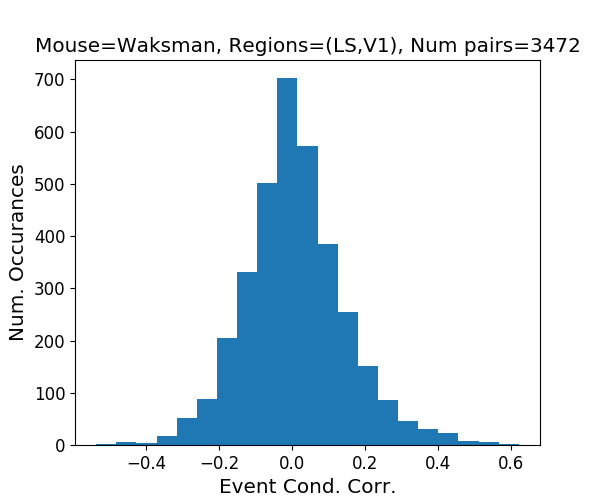 Mouse=Waksman, Regions=(LS,V1), Num pairs=3472
700
600
500
400
300
200
100
0
Num. Occurances
−0.4 −0.2 0.0 0.2 0.4 0.6
Event Cond. Corr.